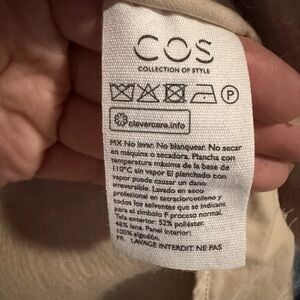 COS
COLLECTION OF STYLE
P
clevercare.info
MX No lavar. No blanquear. No secar
en máquina o secadora. Plancha con
temperatura máxima de la base de
110°C, sin vapor El planchado con
vapor puede causar un dano
irreversible. Lavado en seco
profesional en tetracloroetileno y
todos los solventes que se indican
para el símbolo F proceso normal.
Tela exterior: 52% poliéster,
48% lana. Panel interior:
100% algodón.
FR LAVAGE INTERDIT. NE PAS